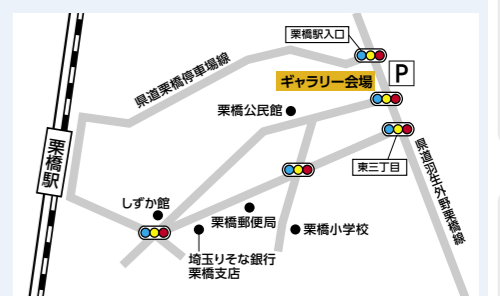 栗橋駅入口
P
県道栗橋停車場線
ギャラリー会場
栗橋公民館
東三丁目
栗橋駅
県道羽生外野栗橋線
しずか館
栗橋郵便局
栗橋小学校
埼玉りそな銀行
栗橋支店